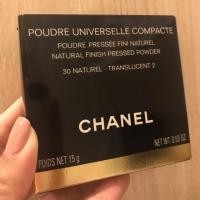 POUDRE UNIVERSELLE COMPACTE
POUDRE PRESSÉE FINI NATUREL
NATURAL FINISH PRESSED POWDER
30 NATUREL - TRANSLUCENT 2
CHANEL
POIDS NET 15 g
NET WT. 0.53 OZ.